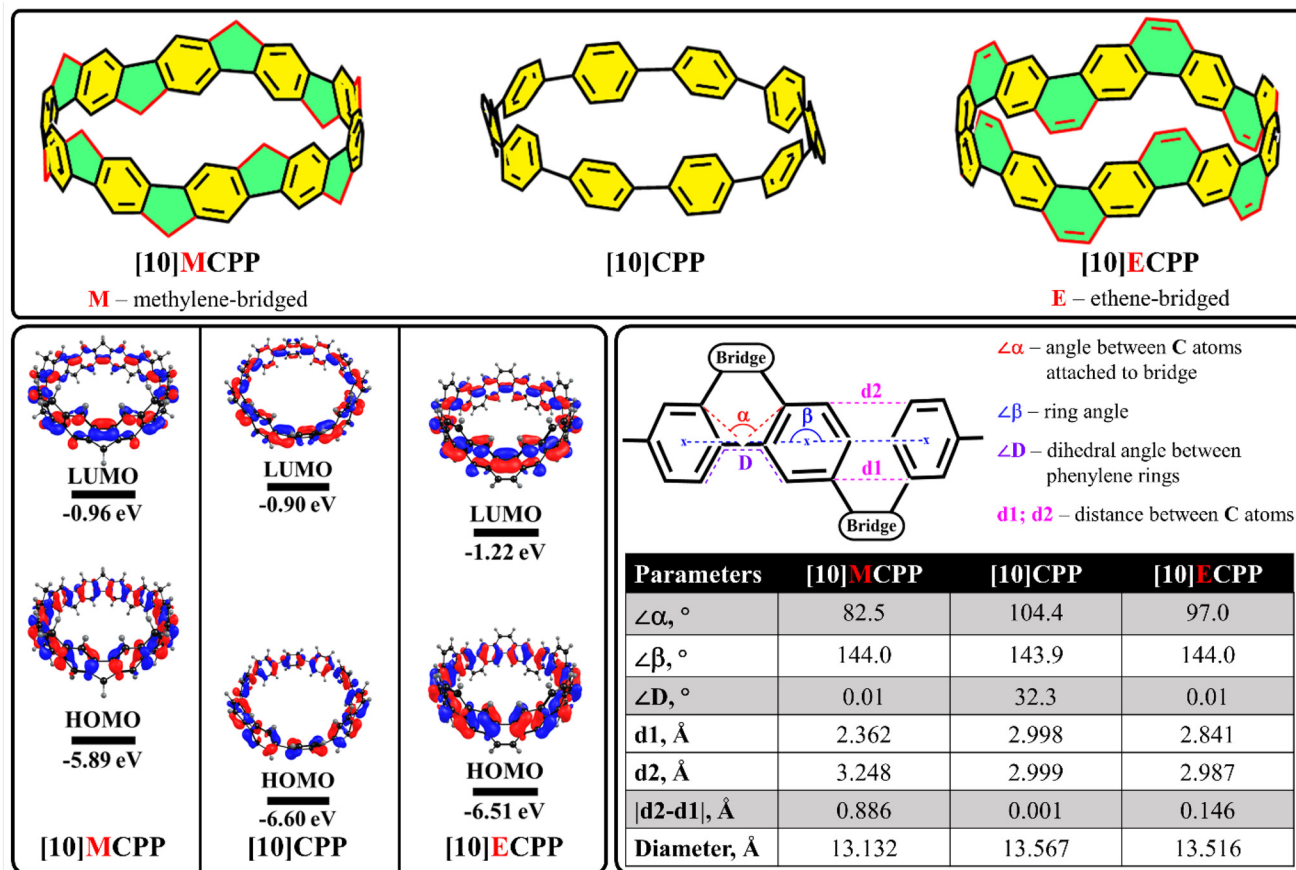 [10]MCPP
M – methylene-bridged
[10]CPP
[10]ECPP
E – ethene-bridged
LUMO
-0.96 eV
HOMO
-5.89 eV
[10]MCPP
LUMO
-0.90 eV
HOMO
-6.60 eV
[10]CPP
LUMO
-1.22 eV
HOMO
-6.51 eV
[10]ECPP
Bridge
α
β
d2
x
x
x
D
d1
Bridge
∠α – angle between C atoms
attached to bridge
∠β – ring angle
∠D – dihedral angle between
phenylene rings
d1; d2 – distance between C atoms
Parameters [10]MCPP [10]CPP [10]ECPP
∠α, ° 82.5 104.4 97.0
∠β, ° 144.0 143.9 144.0
∠D, ° 0.01 32.3 0.01
d1, Å 2.362 2.998 2.841
d2, Å 3.248 2.999 2.987
|d2-d1|, Å 0.886 0.001 0.146
Diameter, Å 13.132 13.567 13.516